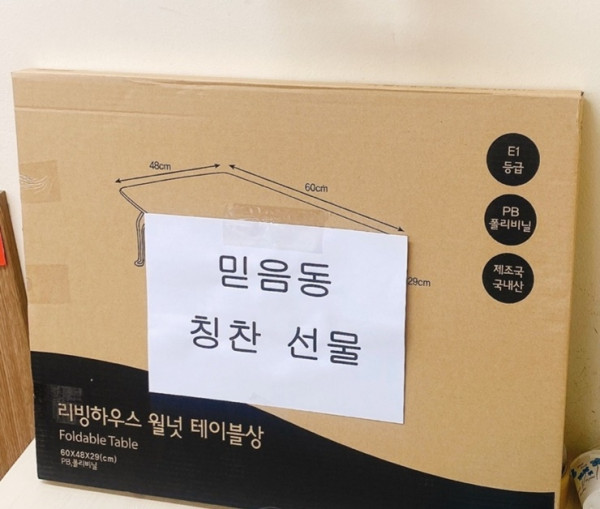 48cm
60cm
29cm
E1
등급
PB
폴리비닐
제조국
국내산
믿음동
칭찬 선물
리빙하우스 월넛 테이블상
Foldable Table
60X48X29(cm)
PB,폴리비닐